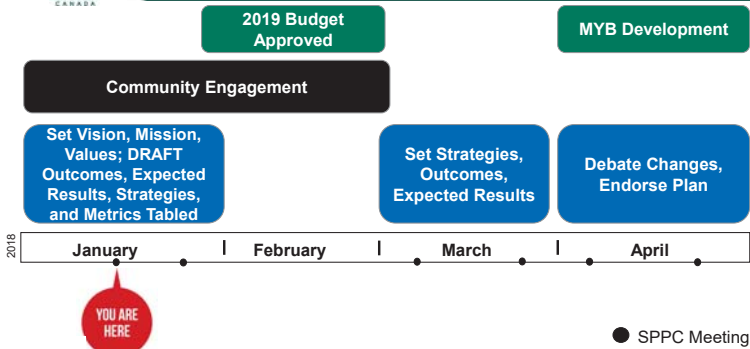 CANADA
2019 Budget
Approved
MYB Development
Community Engagement
Set Vision, Mission,
Values; DRAFT
Outcomes, Expected
Results, Strategies,
and Metrics Tabled
Set Strategies,
Outcomes,
Expected Results
Debate Changes,
Endorse Plan
2018
January
February
March
April
YOU ARE
HERE
SPPC Meeting